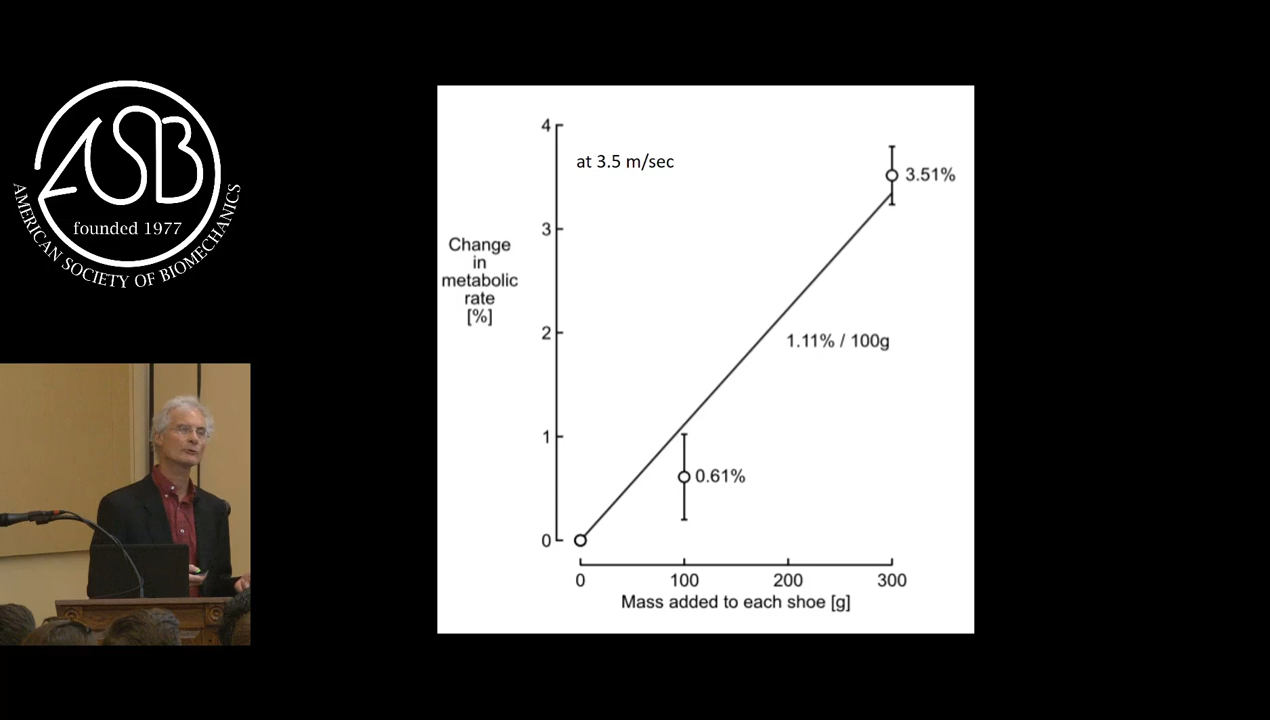 ASB
founded 1977
AMERICAN SOCIETY OF BIOMECHANICS
4
at 3.5 m/sec
3.51%
3
Change
in
metabolic
rate
[%]
2
1.11% / 100g
1
0.61%
0
0 100 200 300
Mass added to each shoe [g]